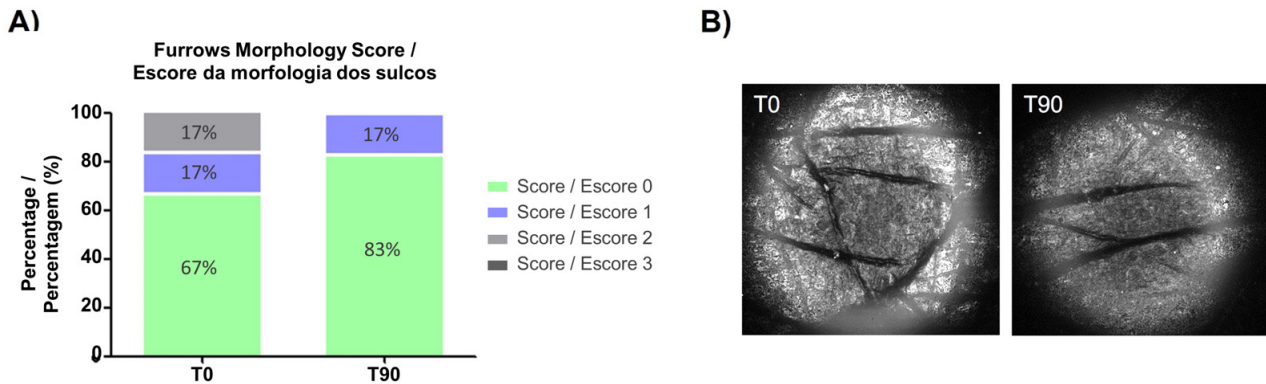 A)
Furrows Morphology Score /
Escore da morfologia dos sulcos
Percentage /
Percentagem (%)
100
80
60
40
20
0
17%
17%
67%
17%
83%
T0
T90
Score / Escore 0
Score / Escore 1
Score / Escore 2
Score / Escore 3
B)
T0
T90